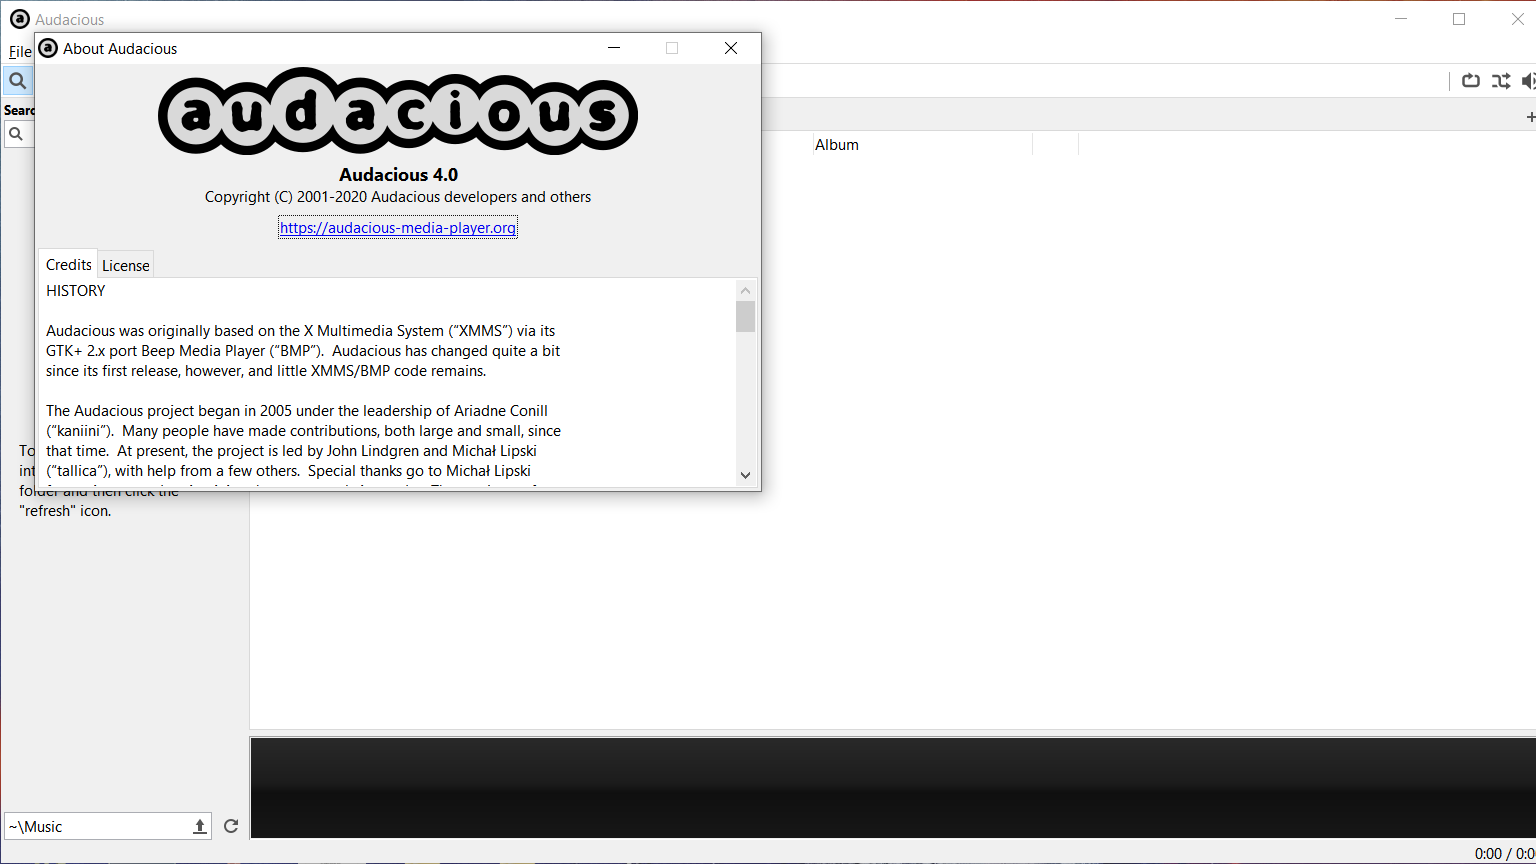 Audacious
File
About Audacious
audacious
Audacious 4.0
Copyright (C) 2001-2020 Audacious developers and others
https://audacious-media-player.org
Credits
License
HISTORY
Audacious was originally based on the X Multimedia System (“XMMS”) via its
GTK+ 2.x port Beep Media Player (“BMP”).  Audacious has changed quite a bit
since its first release, however, and little XMMS/BMP code remains.
The Audacious project began in 2005 under the leadership of Ariadne Conill
(“kaniini”).  Many people have made contributions, both large and small, since
that time.  At present, the project is led by John Lindgren and Michał Lipski
(“tallica”), with help from a few others.  Special thanks go to Michał Lipski
Album
folder and then click the
"refresh" icon.
~\Music
0:00 / 0:0